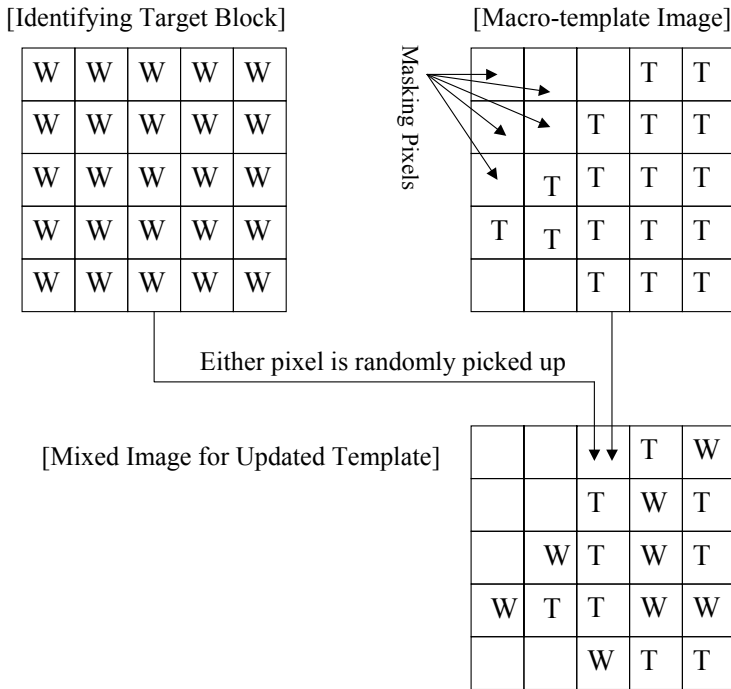 [Identifying Target Block]
[Macro-template Image]
W W W W W
W W W W W
W W W W W
W W W W W
W W W W W
Masking Pixels
T T
T T T
T T T T
T T T T T
T T T
Either pixel is randomly picked up
[Mixed Image for Updated Template]
T W
T W T
W T W T
W T T W W
W T T